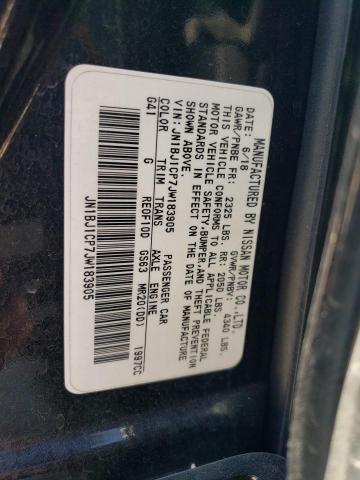 MANUFACTURED BY NISSAN MOTOR CO.,LTD.
DATE: 6/18 GVWR/PNBV: 4340 LBS.
GAWR/PNBE FR: 2325 LBS. RR: 2050 LBS.
THIS VEHICLE CONFORMS TO ALL APPLICABLE FEDERAL
MOTOR VEHICLE SAFETY,BUMPER,AND THEFT PREVENTION
STANDARDS IN EFFECT ON THE DATE OF MANUFACTURE
SHOWN ABOVE.
VIN: JN1BJ1CP7JW183905 PASSENGER CAR
COLOR TRIM TRANS AXLE ENGINE
G41 G RE0F10D GS63 MR20(DD) 1997CC
JN1BJ1CP7JW183905